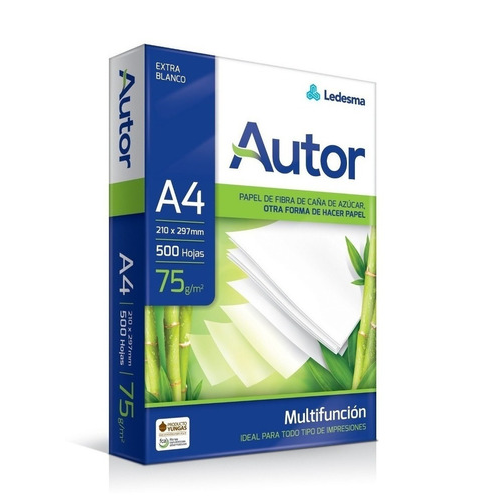 EXTRA
BLANCO
Ledesma
Autor
PAPEL DE FIBRA DE CAÑA DE AZÚCAR,
OTRA FORMA DE HACER PAPEL
A4
210 x 297mm
500 Hojas
75g/m²
Multifunción
IDEAL PARA TODO TIPO DE IMPRESIONES
PRODUCTO
YUNGAS
Autor
A4
210 x 297mm
500 Hojas
75g/m²